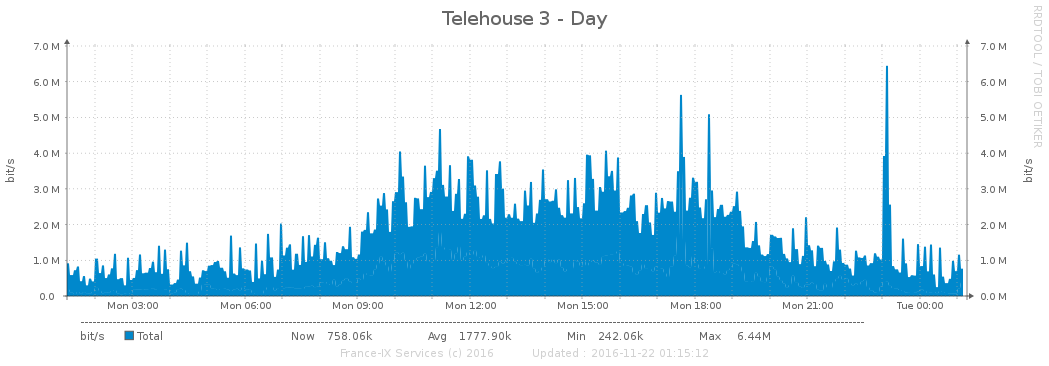 Telehouse 3 - Day
RRDTOOL / TOBI OETIKER
bit/s
bit/s
7.0 M 7.0 M
6.0 M 6.0 M
5.0 M 5.0 M
4.0 M 4.0 M
3.0 M 3.0 M
2.0 M 2.0 M
1.0 M 1.0 M
0.0 0.0 M
Mon 03:00 Mon 06:00 Mon 09:00 Mon 12:00 Mon 15:00 Mon 18:00 Mon 21:00 Tue 00:00
bit/s Total Now 758.06k Avg 1777.90k Min 242.06k Max 6.44M
France-IX Services (c) 2016 Updated : 2016-11-22 01:15:12